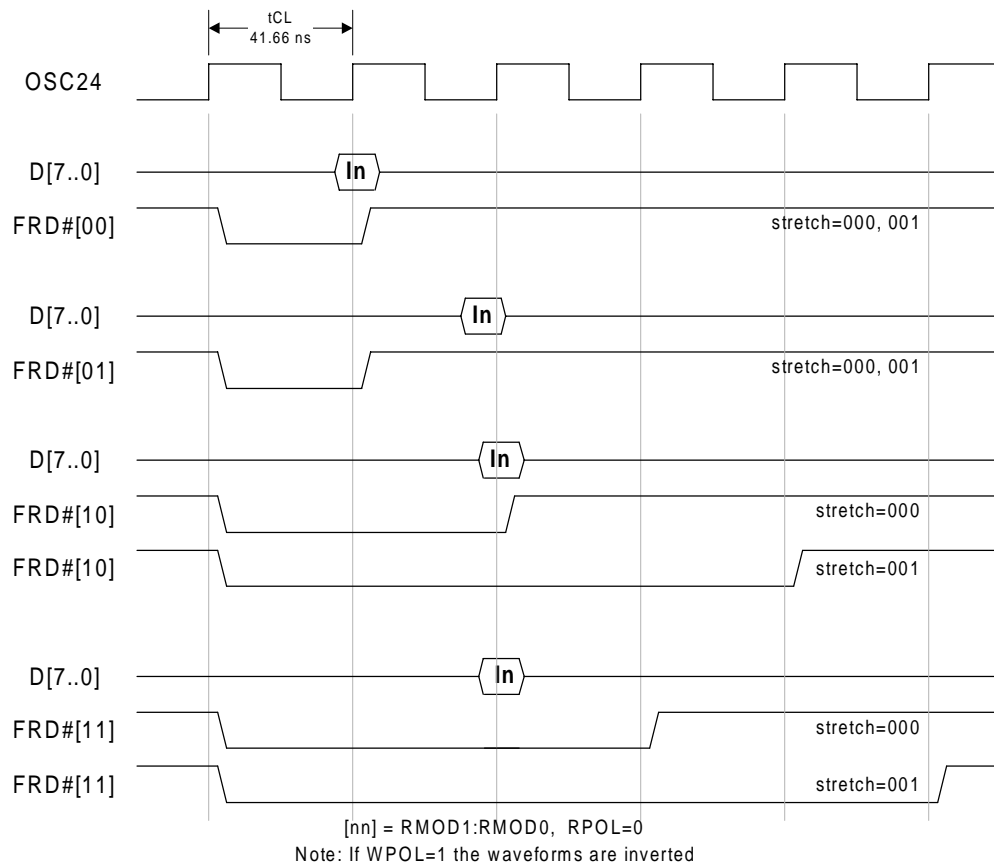 tCL
41.66 ns
OSC24
D[7..0]
In
FRD#[00]
stretch=000, 001
D[7..0]
In
FRD#[01]
stretch=000, 001
D[7..0]
In
FRD#[10]
stretch=000
FRD#[10]
stretch=001
D[7..0]
In
FRD#[11]
stretch=000
FRD#[11]
stretch=001
[nn] = RMOD1:RMOD0, RPOL=0
Note: If WPOL=1 the waveforms are inverted